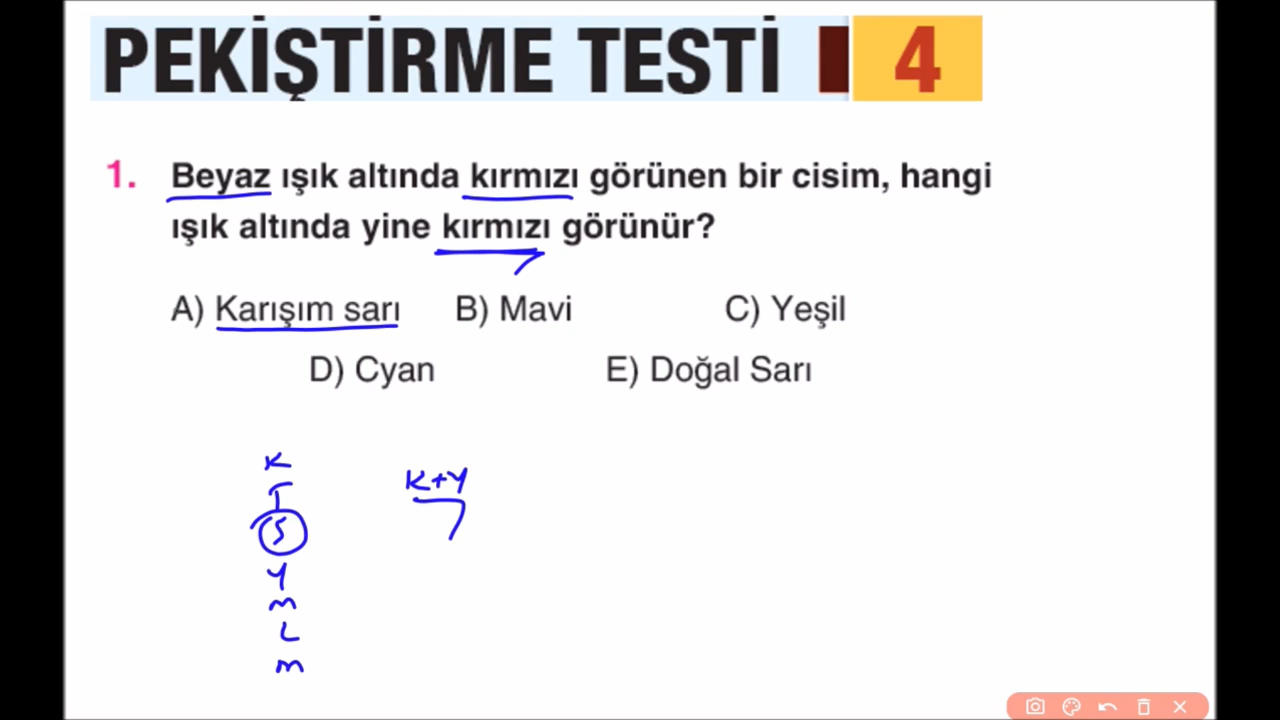 PEKİŞTİRME TESTİ 4
1. Beyaz ışık altında kırmızı görünen bir cisim, hangi
ışık altında yine kırmızı görünür?
A) Karışım sarı B) Mavi C) Yeşil
D) Cyan E) Doğal Sarı
K
T
S
Y
m
L
m
K+Y